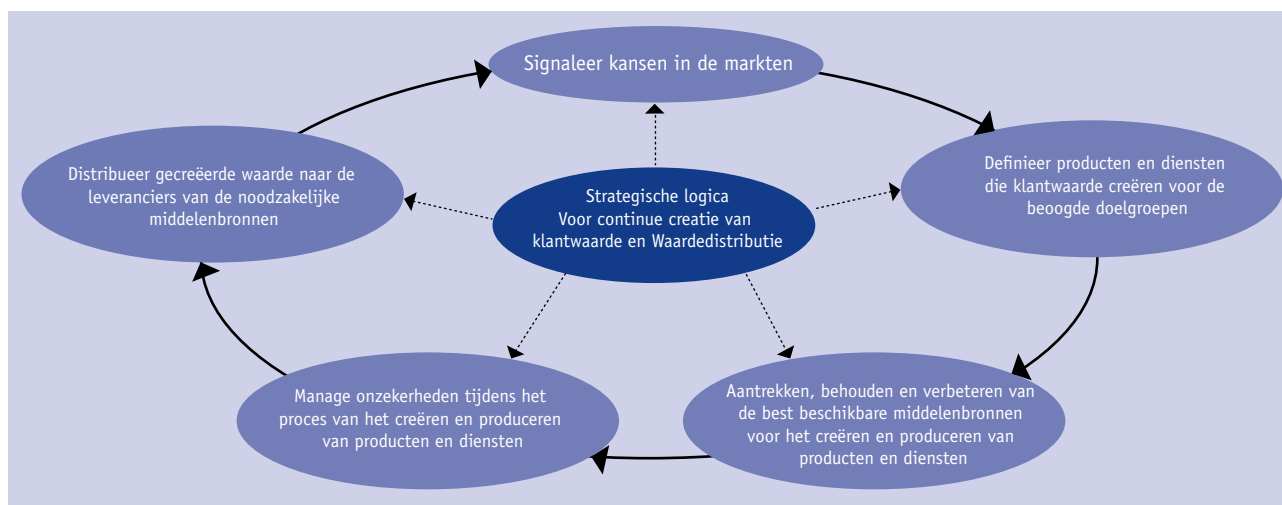 Signaleer kansen in de markten
Definieer producten en diensten
die klantwaarde creëren voor de
beoogde doelgroepen
Aantrekken, behouden en verbeteren van
de best beschikbare middelenbronnen
voor het creëren en produceren van
producten en diensten
Manage onzekerheden tijdens het
proces van het creëren en produceren
van producten en diensten
Distribueer gecreëerde waarde naar de
leveranciers van de noodzakelijke
middelenbronnen
Strategische logica
Voor continue creatie van
klantwaarde en Waardedistributie